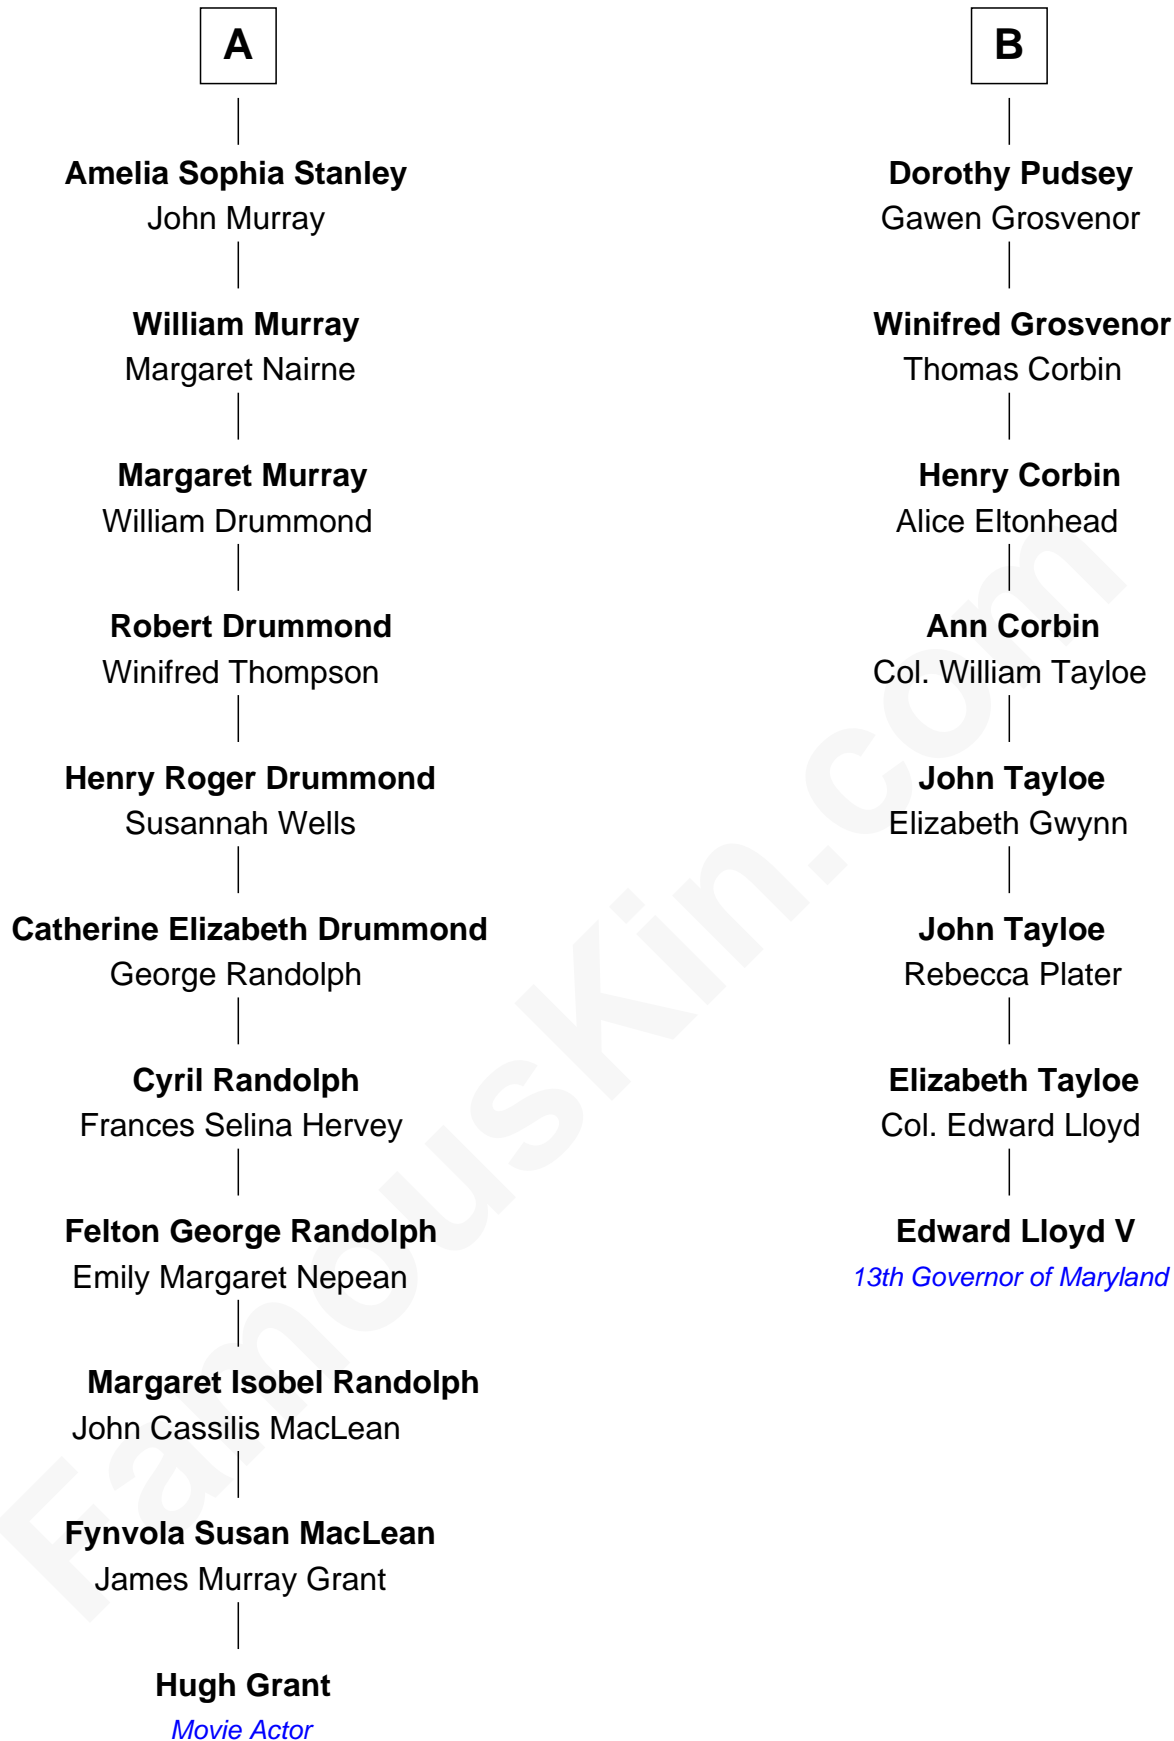 A
Amelia Sophia Stanley
John Murray
William Murray
Margaret Nairne
Margaret Murray
William Drummond
Robert Drummond
Winifred Thompson
Henry Roger Drummond
Susannah Wells
Catherine Elizabeth Drummond
George Randolph
Cyril Randolph
Frances Selina Hervey
Felton George Randolph
Emily Margaret Nepean
Margaret Isobel Randolph
John Cassilis MacLean
Fynvola Susan MacLean
James Murray Grant
Hugh Grant
Movie Actor
B
Dorothy Pudsey
Gawen Grosvenor
Winifred Grosvenor
Thomas Corbin
Henry Corbin
Alice Eltonhead
Ann Corbin
Col. William Tayloe
John Tayloe
Elizabeth Gwynn
John Tayloe
Rebecca Plater
Elizabeth Tayloe
Col. Edward Lloyd
Edward Lloyd V
13th Governor of Maryland
FamousKin.com